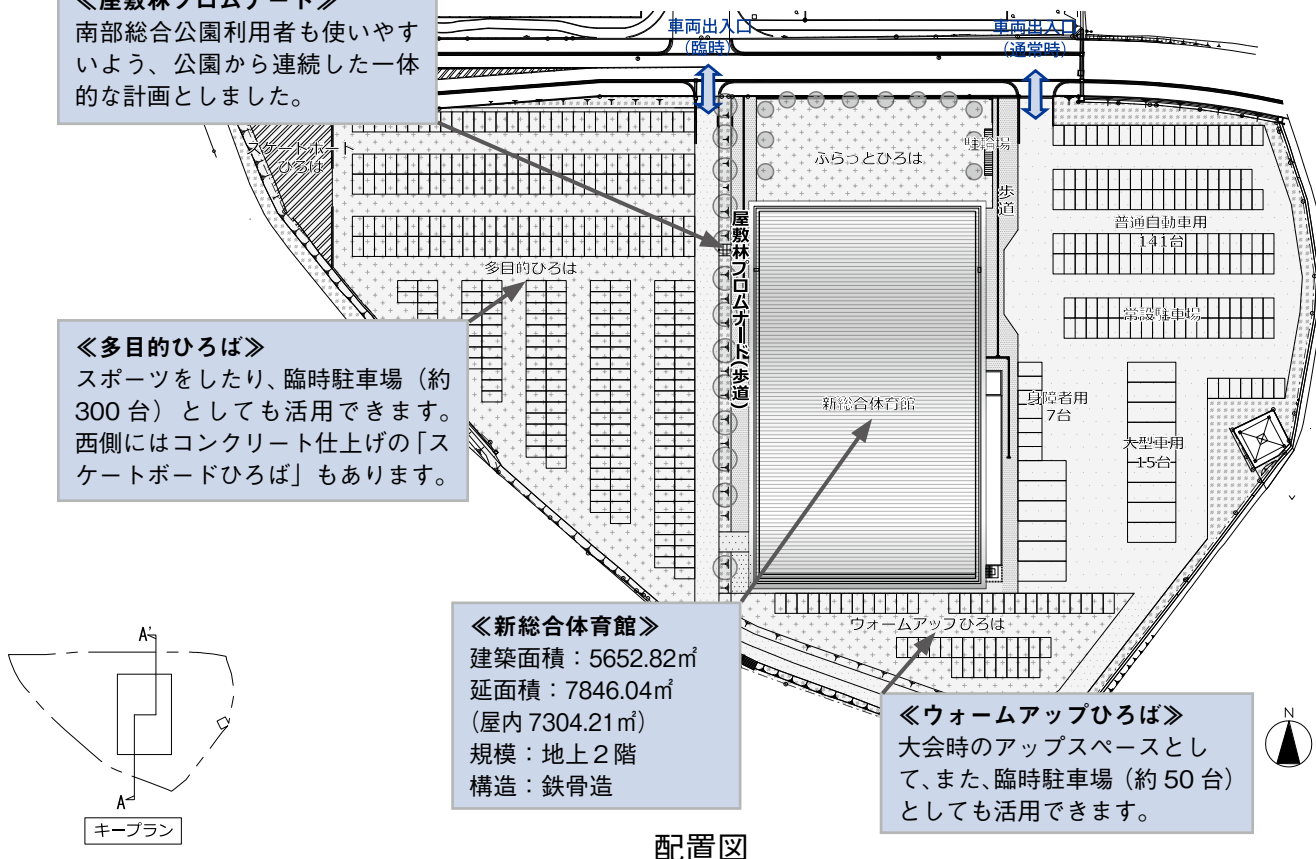 ≪屋敷林プロムナード≫
南部総合公園利用者も使いやす
いよう、公園から連続した一体
的な計画としました。
車両出入口
(臨時)
車両出入口
(通常時)
スケートボード
ひろば
ふらっとひろば
駐輪場
歩道
屋敷林プロムナード(歩道)
普通自動車用
141台
多目的ひろば
常設駐車場
≪多目的ひろば≫
スポーツをしたり、臨時駐車場（約
300台）としても活用できます。
西側にはコンクリート仕上げの「ス
ケートボードひろば」もあります。
新総合体育館
身障者用
7台
大型車用
15台
ウォームアップひろば
≪新総合体育館≫
建築面積：5652.82㎡
延面積：7846.04㎡
(屋内 7304.21㎡)
規模：地上２階
構造：鉄骨造
≪ウォームアップひろば≫
大会時のアップスペースとし
て、また、臨時駐車場（約50台）
としても活用できます。
N
A'
A
キープラン
配置図